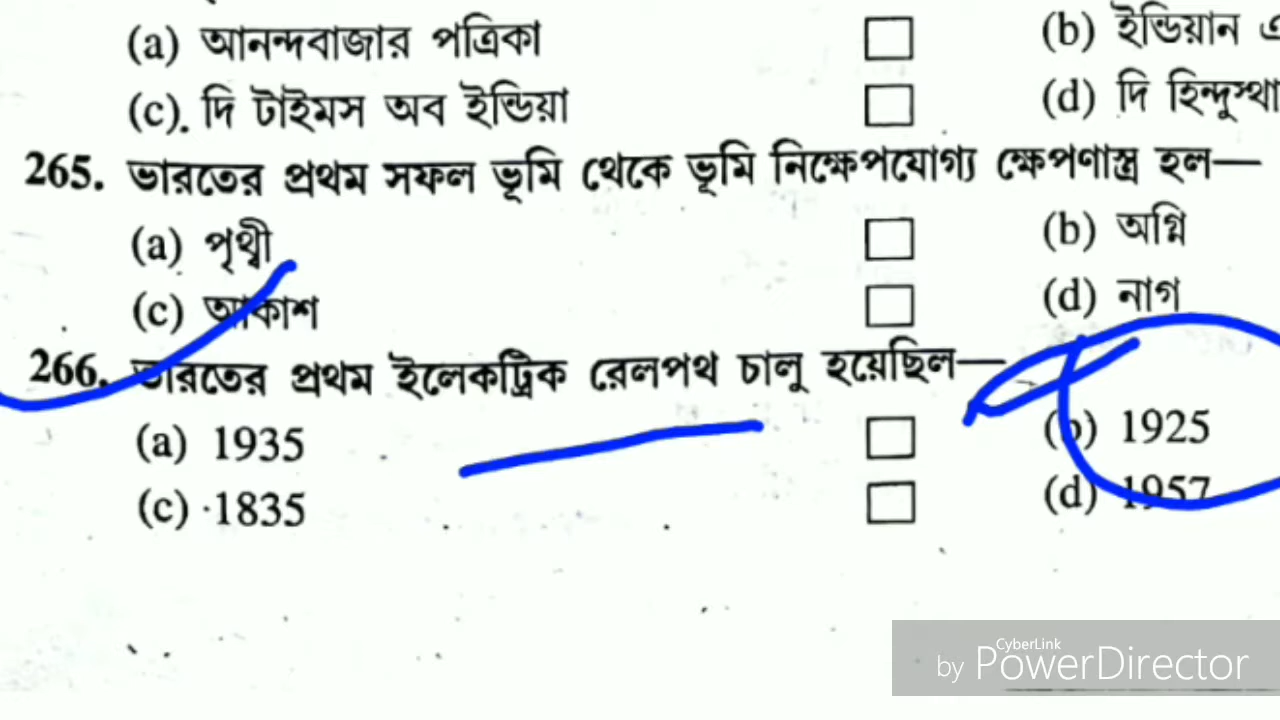 (a) আনন্দবাজার পত্রিকা (b) ইন্ডিয়ান
(c). দি টাইমস অব ইন্ডিয়া (d) দি
265. ভারতের প্রথম সফল ভূমি থেকে ভূমি নিক্ষেপযোগ্য ক্ষেপণাস্ত্র হল—
(a) পৃথ্বী (b) অগ্নি
(c) আকাশ (d) নাগ
266. ভারতের প্রথম ইলেকট্রিক রেলপথ চালু হয়েছিল—
(a) 1935 (b) 1925
(c) 1835 (d) 1957
CyberLink
by PowerDirector